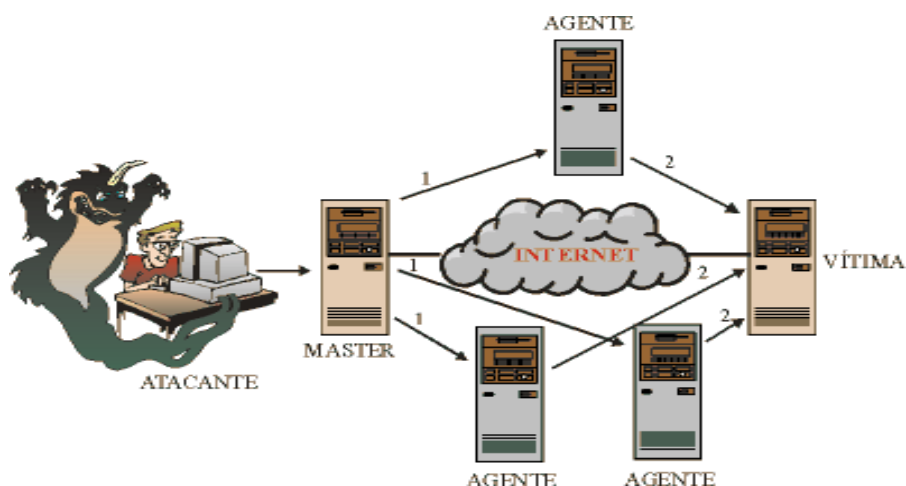 AGENTE
1
2
INTERNET
VÍTIMA
1
2
1
2
MASTER
ATACANTE
AGENTE
AGENTE